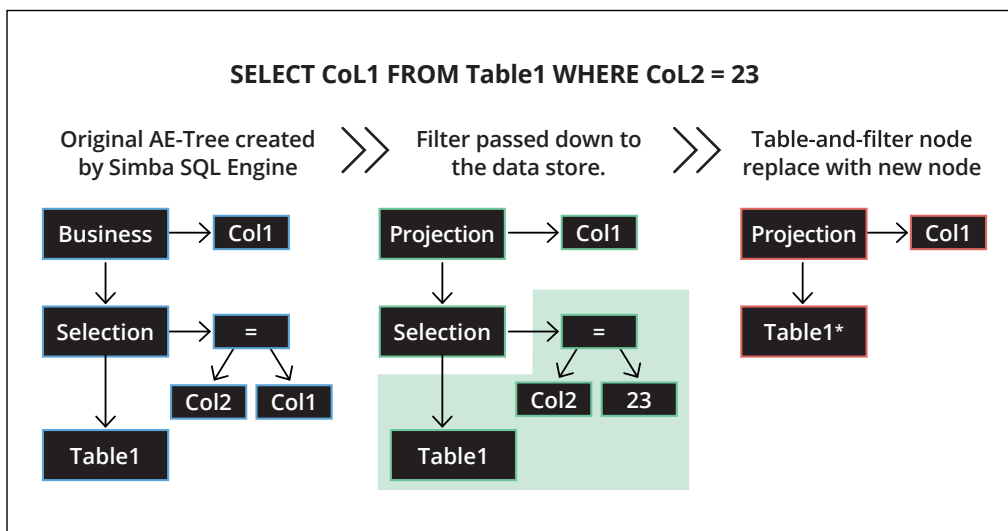 SELECT CoL1 FROM Table1 WHERE CoL2 = 23
Original AE-Tree created
by Simba SQL Engine
Filter passed down to
the data store.
Table-and-filter node
replace with new node
Business
Col1
Selection
=
Col2
Col1
Table1
Projection
Col1
Selection
=
Col2
23
Table1
Projection
Col1
Table1*